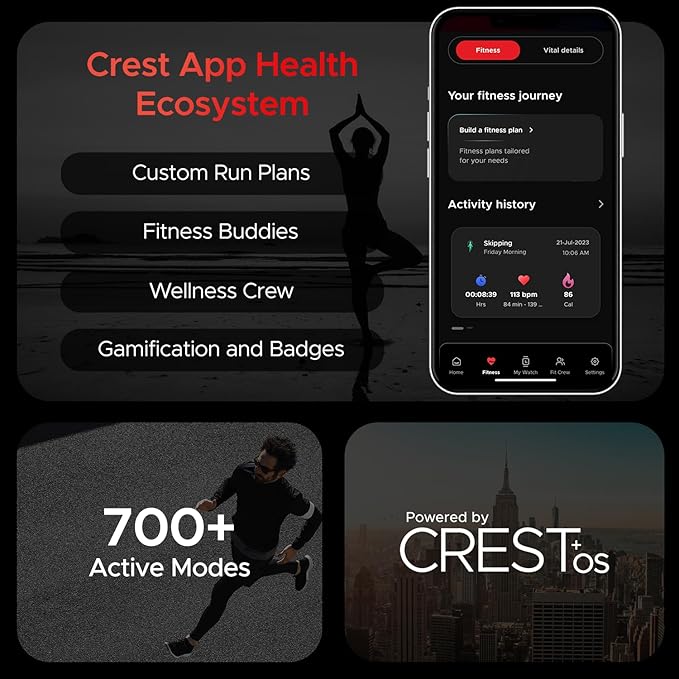 Crest App Health
Ecosystem
Custom Run Plans
Fitness Buddies
Wellness Crew
Gamification and Badges
Fitness
Vital details
Your fitness journey
Build a fitness plan >
Fitness plans tailored
for your needs
Activity history >
Skipping
21-Jul-2023
Friday Morning
10:06 AM
00:08:39
113 bpm
86
Hrs
84 min - 139 ...
Cal
Home
Fitness
My Watch
Fit Crew
Settings
700+
Active Modes
Powered by
CREST+OS